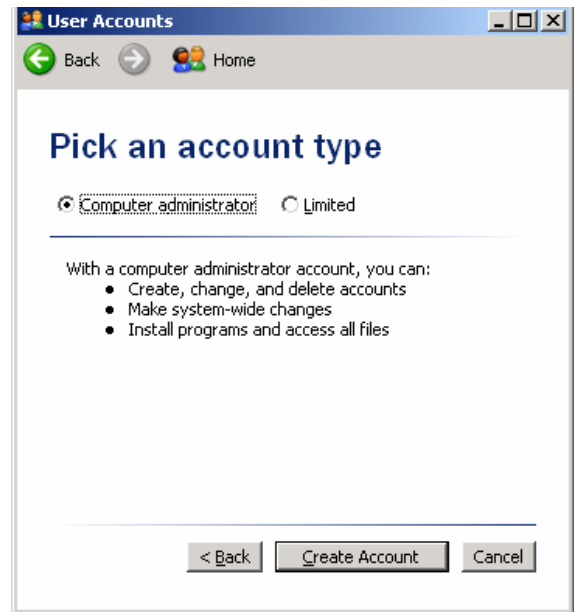 User Accounts
Back Home
Pick an account type
Computer administrator Limited
With a computer administrator account, you can:
• Create, change, and delete accounts
• Make system-wide changes
• Install programs and access all files
< Back Create Account Cancel